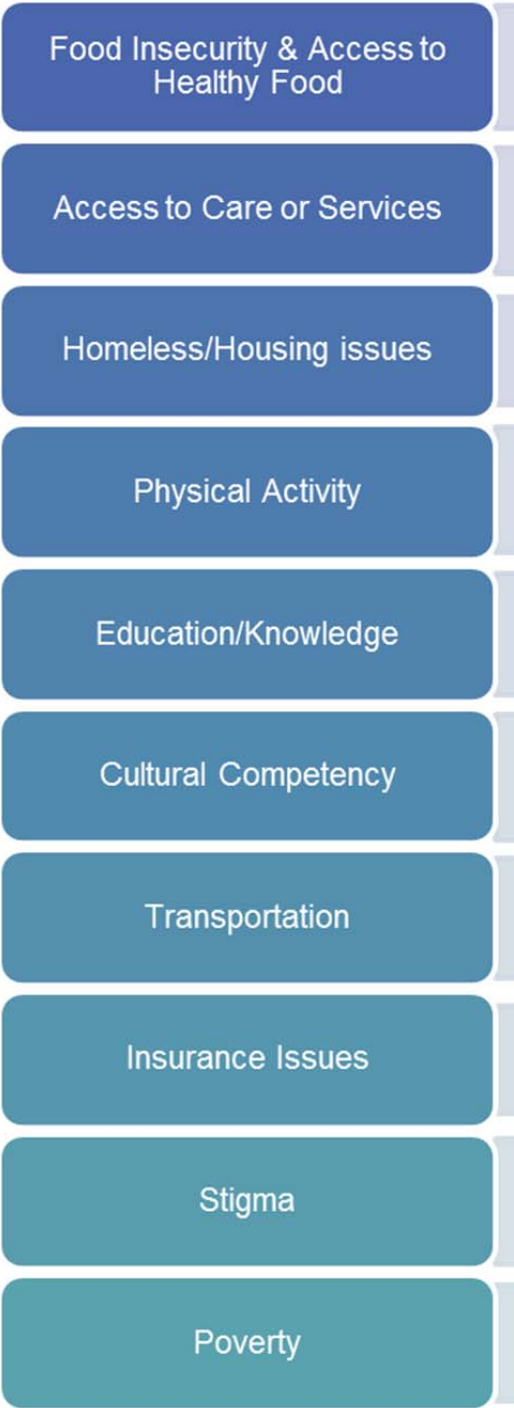 Food Insecurity & Access to
Healthy Food
Access to Care or Services
Homeless/Housing issues
Physical Activity
Education/Knowledge
Cultural Competency
Transportation
Insurance Issues
Stigma
Poverty